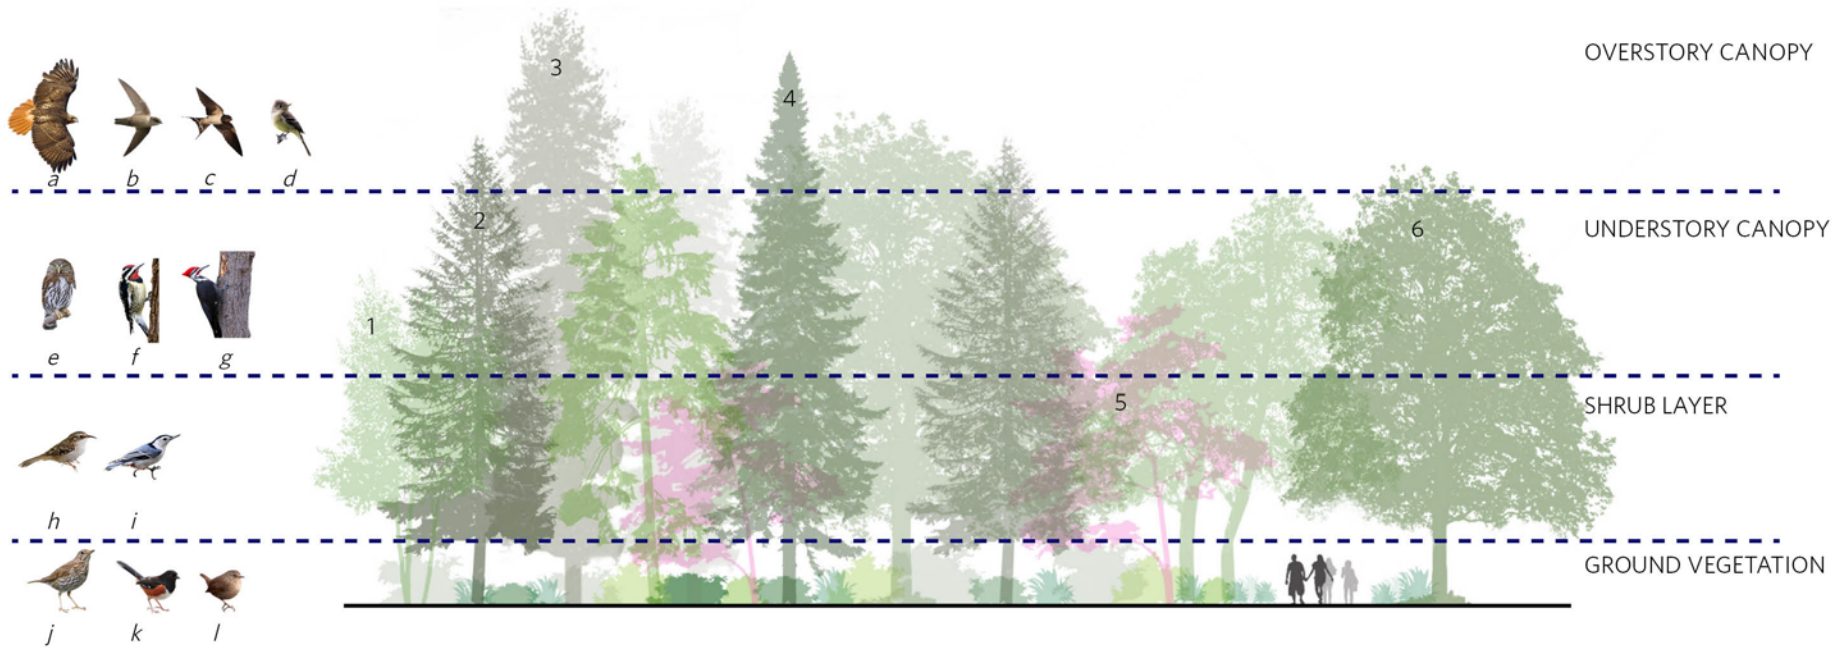 OVERSTORY CANOPY
3
4
a b c d
2
6
UNDERSTORY CANOPY
1
e f g
5
SHRUB LAYER
h i
GROUND VEGETATION
j k l